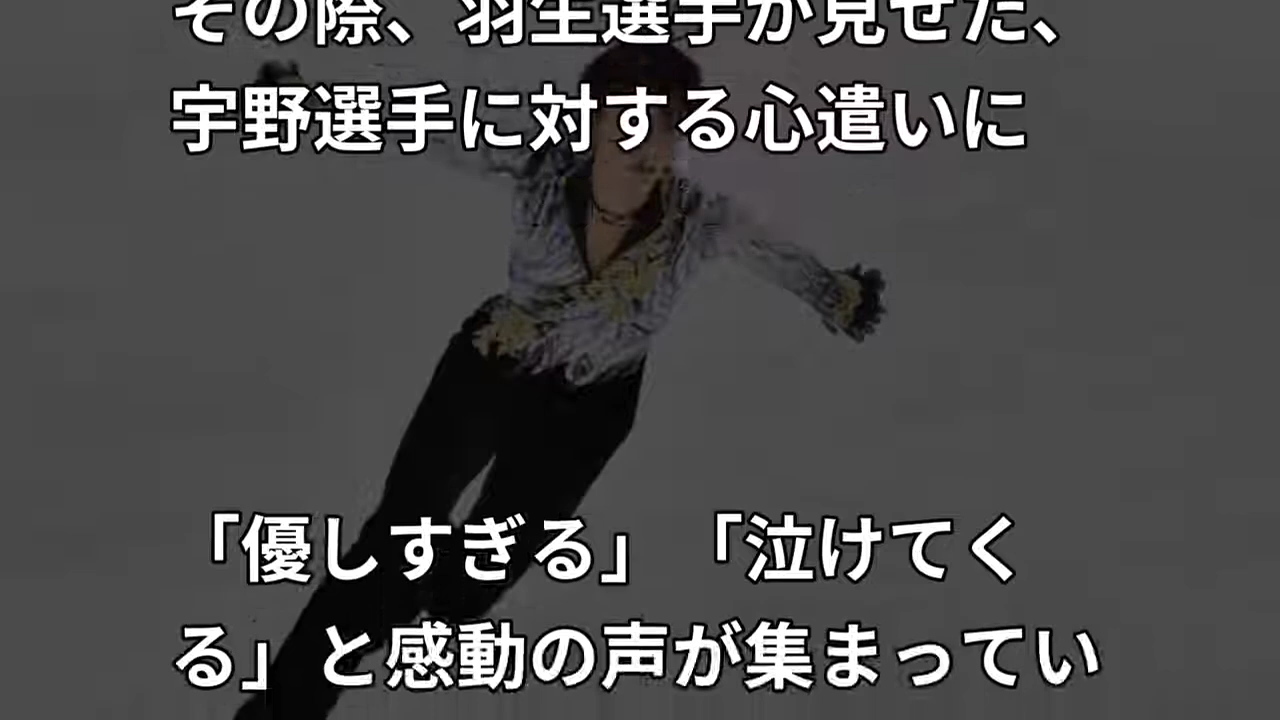 その際、羽生選手が見せた、
宇野選手に対する心遣いに
「優しすぎる」「泣けてく
る」と感動の声が集まってい